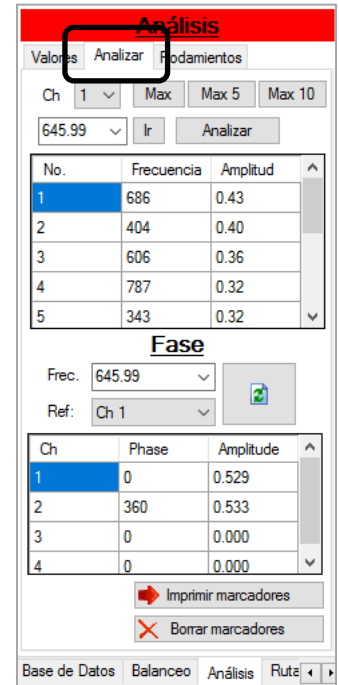 Análisis
Valores Analizar Rodamientos
Ch 1 Max Max 5 Max 10
645.99 Ir Analizar
No. Frecuencia Amplitud
1 686 0.43
2 404 0.40
3 606 0.36
4 787 0.32
5 343 0.32
Fase
Frec. 645.99
Ref: Ch 1
Ch Phase Amplitude
1 0 0.529
2 360 0.533
3 0 0.000
4 0 0.000
Imprimir marcadores
Borrar marcadores
Base de Datos Balanceo Análisis Ruta